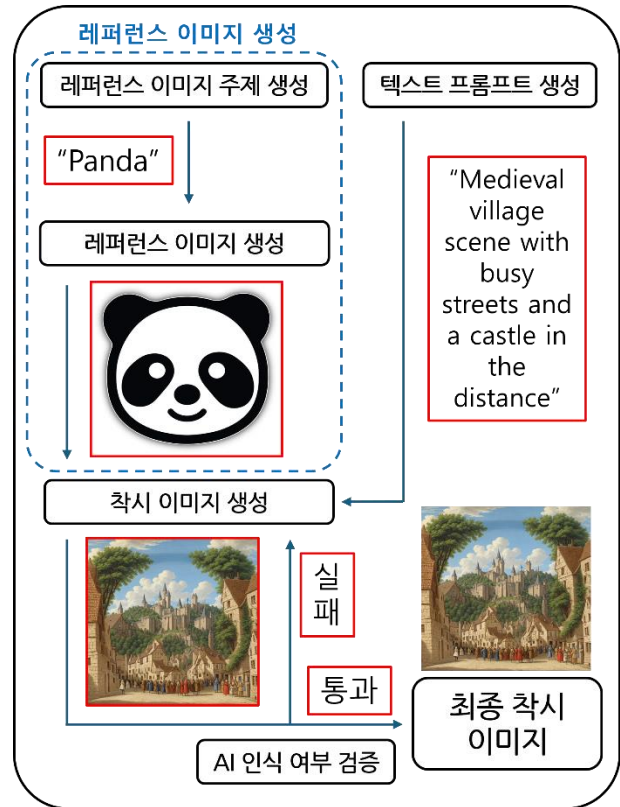 레퍼런스 이미지 생성
레퍼런스 이미지 주제 생성
텍스트 프롬프트 생성
“Panda”
“Medieval
village
scene with
busy
streets and
a castle in
the
distance”
레퍼런스 이미지 생성
착시 이미지 생성
실
패
통과
최종 착시
이미지
AI 인식 여부 검증